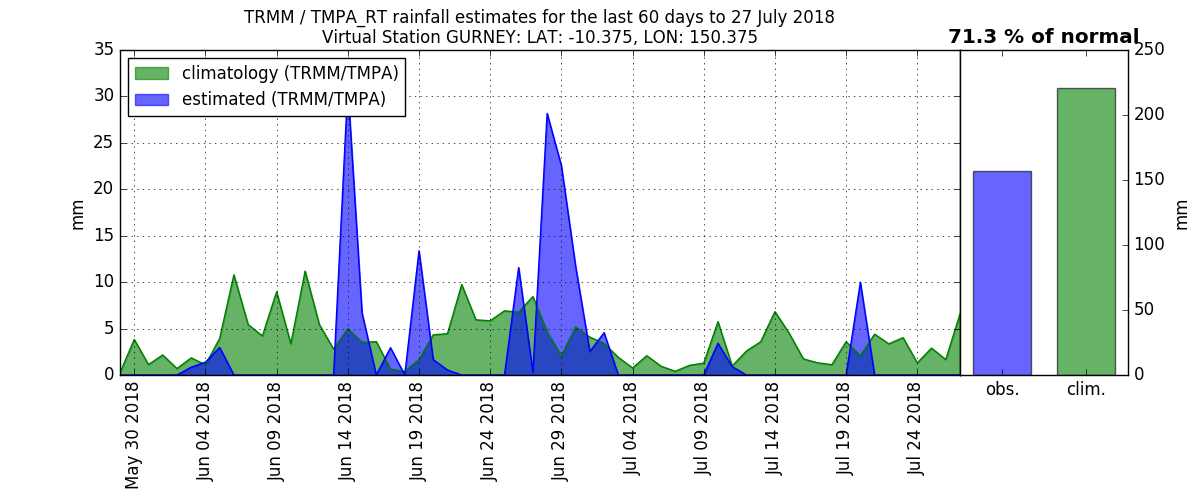 TRMM / TMPA_RT rainfall estimates for the last 60 days to 27 July 2018
Virtual Station GURNEY: LAT: -10.375, LON: 150.375
71.3 % of normal
climatology (TRMM/TMPA)
estimated (TRMM/TMPA)
mm
35
30
25
20
15
10
5
0
May 30 2018
Jun 04 2018
Jun 09 2018
Jun 14 2018
Jun 19 2018
Jun 24 2018
Jun 29 2018
Jul 04 2018
Jul 09 2018
Jul 14 2018
Jul 19 2018
Jul 24 2018
250
200
150
100
50
0
mm
obs.
clim.